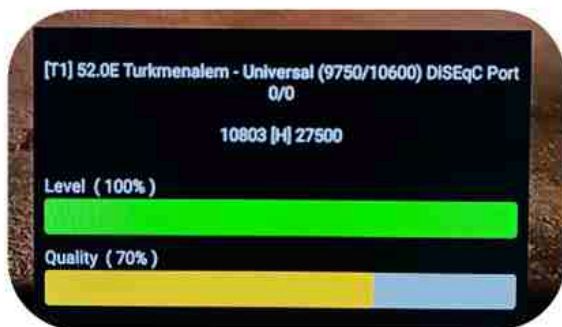 [T1] 52.0E Turkmenalem - Universal (9750/10600) DiSEqC Port
0/0
10803 [H] 27500
Level ( 100% )
Quality ( 70% )